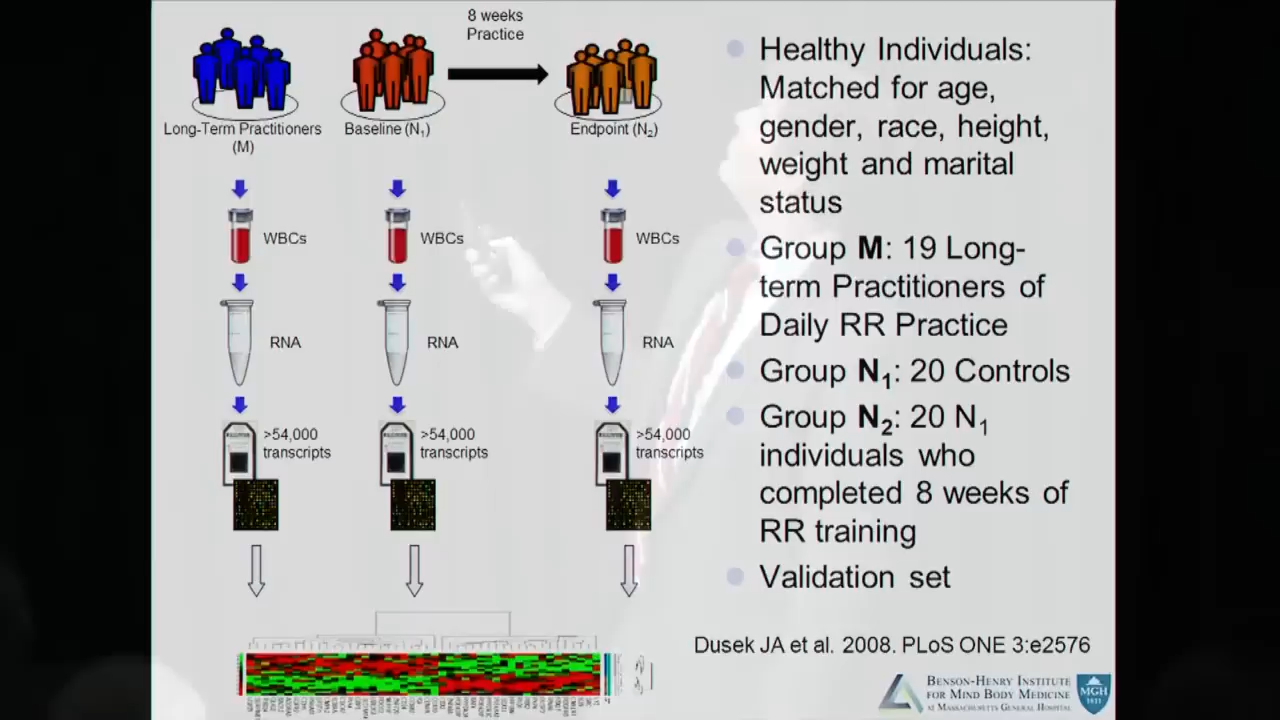 8 weeks
Practice
Long-Term Practitioners
(M)
Baseline (N₁)
Endpoint (N₂)
WBCs
WBCs
WBCs
RNA
RNA
RNA
>54,000
transcripts
>54,000
transcripts
>54,000
transcripts
Healthy Individuals:
Matched for age,
gender, race, height,
weight and marital
status
Group M: 19 Long-
term Practitioners of
Daily RR Practice
Group N₁: 20 Controls
Group N₂: 20 N₁
individuals who
completed 8 weeks of
RR training
Validation set
Dusek JA et al. 2008. PLoS ONE 3:e2576
BENSON-HENRY INSTITUTE
FOR MIND BODY MEDICINE
AT MASSACHUSETTS GENERAL HOSPITAL
MGH
1811